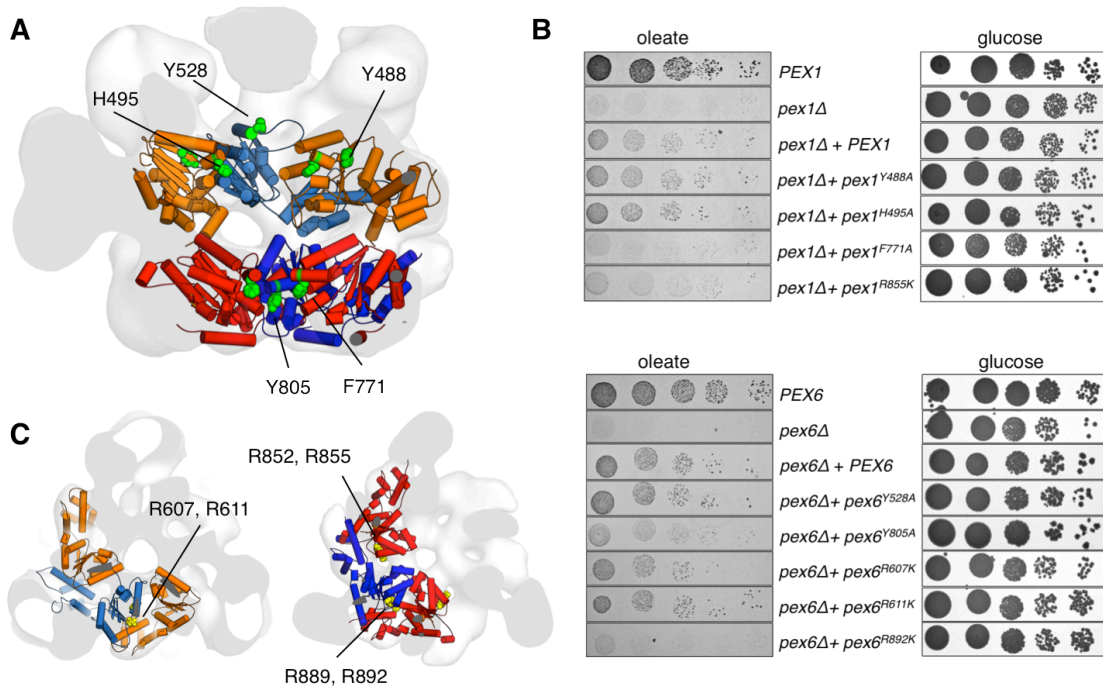 A
Y528
Y488
H495
Y805
F771
B
oleate
glucose
PEX1
pex1Δ
pex1Δ + PEX1
pex1Δ+ pex1Y488A
pex1Δ+ pex1H495A
pex1Δ+ pex1F771A
pex1Δ+ pex1R855K
oleate
glucose
PEX6
pex6Δ
pex6Δ + PEX6
pex6Δ+ pex6Y528A
pex6Δ+ pex6Y805A
pex6Δ+ pex6R607K
pex6Δ+ pex6R611K
pex6Δ+ pex6R892K
C
R607, R611
R852, R855
R889, R892